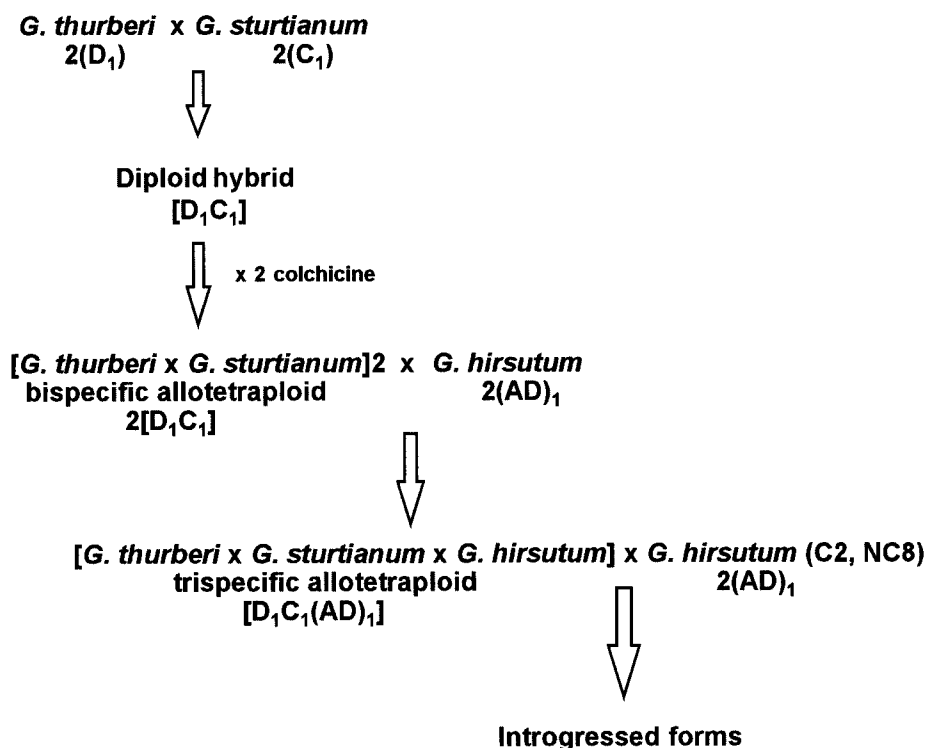 G. thurberi x G. sturtianum
2(D₁) 2(C₁)
Diploid hybrid
[D₁C₁]
x 2 colchicine
[G. thurberi x G. sturtianum]2 x G. hirsutum
bispecific allotetraploid 2(AD)₁
2[D₁C₁]
[G. thurberi x G. sturtianum x G. hirsutum] x G. hirsutum (C2, NC8)
trispecific allotetraploid 2(AD)₁
[D₁C₁(AD)₁]
Introgressed forms